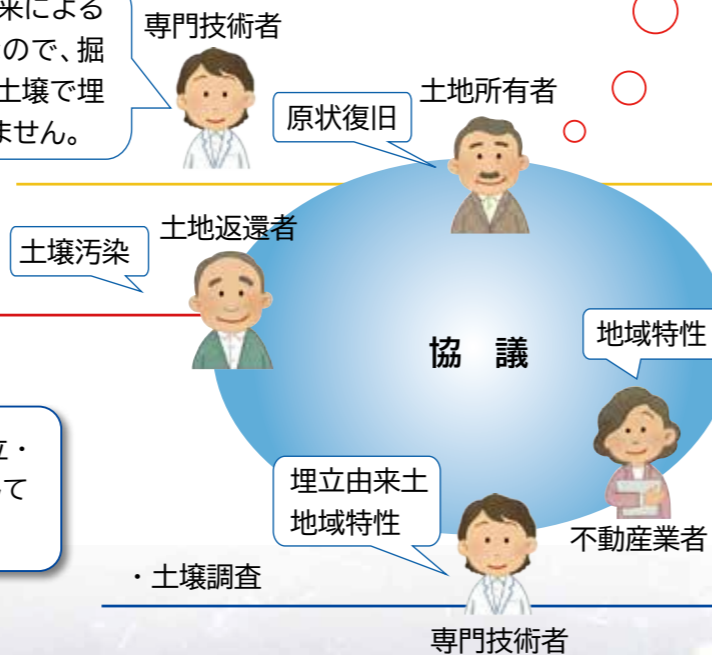 来による
ので、掘
土壌で埋
ません。
専門技術者
土地所有者
原状復旧
土地返還者
土壌汚染
協 議
地域特性
立・
て
埋立由来土
地域特性
不動産業者
・土壌調査
専門技術者